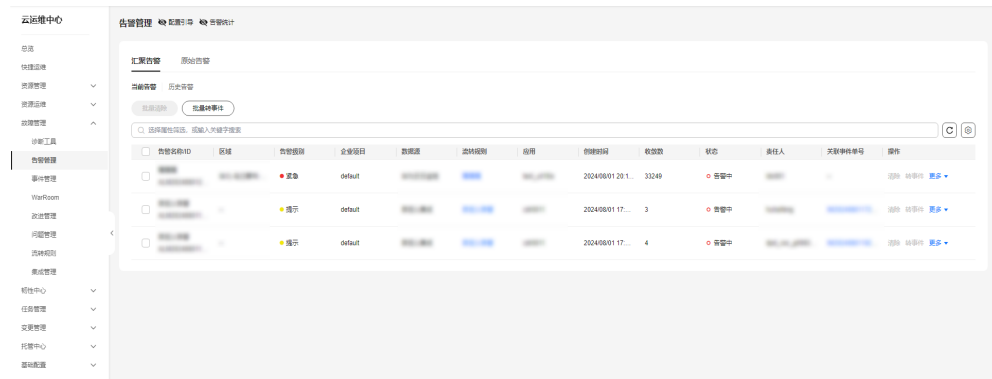 云运维中心
告警管理 配置引导 告警统计
总览
快捷运维
资源管理
资源运维
故障管理
诊断工具
告警管理
事件管理
WarRoom
改进管理
问题管理
流转规则
集成管理
韧性中心
任务管理
变更管理
托管中心
基础配置
汇聚告警 原始告警
当前告警 历史告警
批量清除 批量转事件
选择属性筛选，或输入关键字搜索
告警名称/ID 区域 告警级别 企业项目 数据源 流转规则 应用 创建时间 收敛数 状态 责任人 关联事件单号 操作
紧急 default 2024/08/01 20:1... 33249 告警中 清除 转事件 更多
提示 default 2024/08/01 17:... 3 告警中 清除 转事件 更多
提示 default 2024/08/01 17:... 4 告警中 清除 转事件 更多